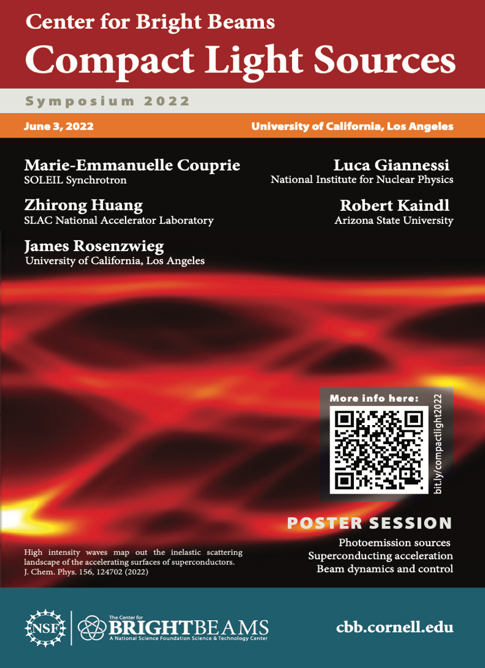 Center for Bright Beams
Compact Light Sources
Symposium 2022
June 3, 2022
University of California, Los Angeles
Marie-Emmanuelle Couprie
SOLEIL Synchrotron
Zhirong Huang
SLAC National Accelerator Laboratory
James Rosenzwieg
University of California, Los Angeles
Luca Giannessi
National Institute for Nuclear Physics
Robert Kaindl
Arizona State University
More info here:
bit.ly/compactlight2022
POSTER SESSION
Photoemission sources
Superconducting acceleration
Beam dynamics and control
High intensity waves map out the inelastic scattering
landscape of the accelerating surfaces of superconductors.
J. Chem. Phys. 156, 124702 (2022)
NSF
The Center for
BRIGHTBEAMS
A National Science Foundation Science & Technology Center
cbb.cornell.edu